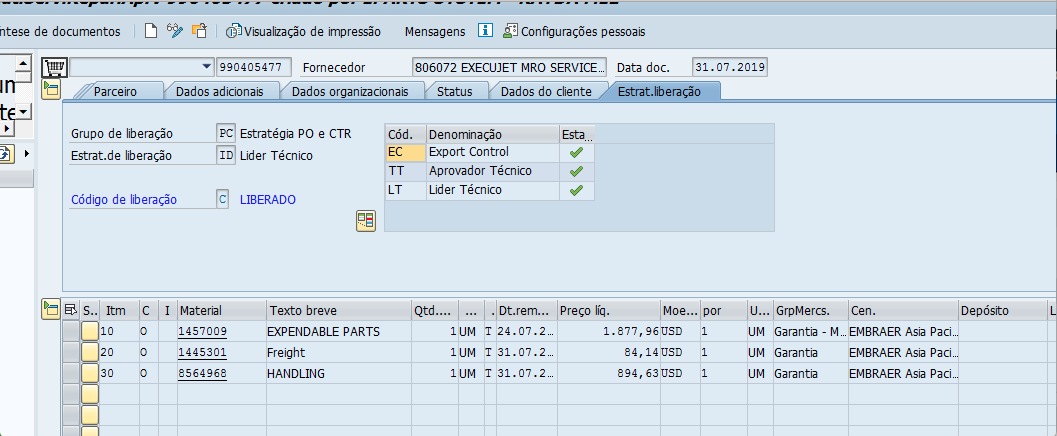 990405477 criado por EPARTS SYSTEM
ntese de documentos Visualização de impressão Mensagens Configurações pessoais
990405477 Fornecedor 806072 EXECUJET MRO SERVICE... Data doc. 31.07.2019
Parceiro Dados adicionais Dados organizacionais Status Dados do cliente Estrat.liberação
Grupo de liberação PC Estratégia PO e CTR
Estrat.de liberação ID Lider Técnico
Código de liberação C LIBERADO
Cód. Denominação Esta...
EC Export Control
TT Aprovador Técnico
LT Lider Técnico
S.. Itm C I Material Texto breve Qtd.... ... . Dt.rem... Preço líq. Moe... por U... GrpMercs. Cen. Depósito L
10 O 1457009 EXPENDABLE PARTS 1 UM T 24.07.2... 1.877,96 USD 1 UM Garantia - M... EMBRAER Asia Paci...
20 O 1445301 Freight 1 UM T 31.07.2... 84,14 USD 1 UM Garantia EMBRAER Asia Paci...
30 O 8564968 HANDLING 1 UM T 31.07.2... 894,63 USD 1 UM Garantia EMBRAER Asia Paci...